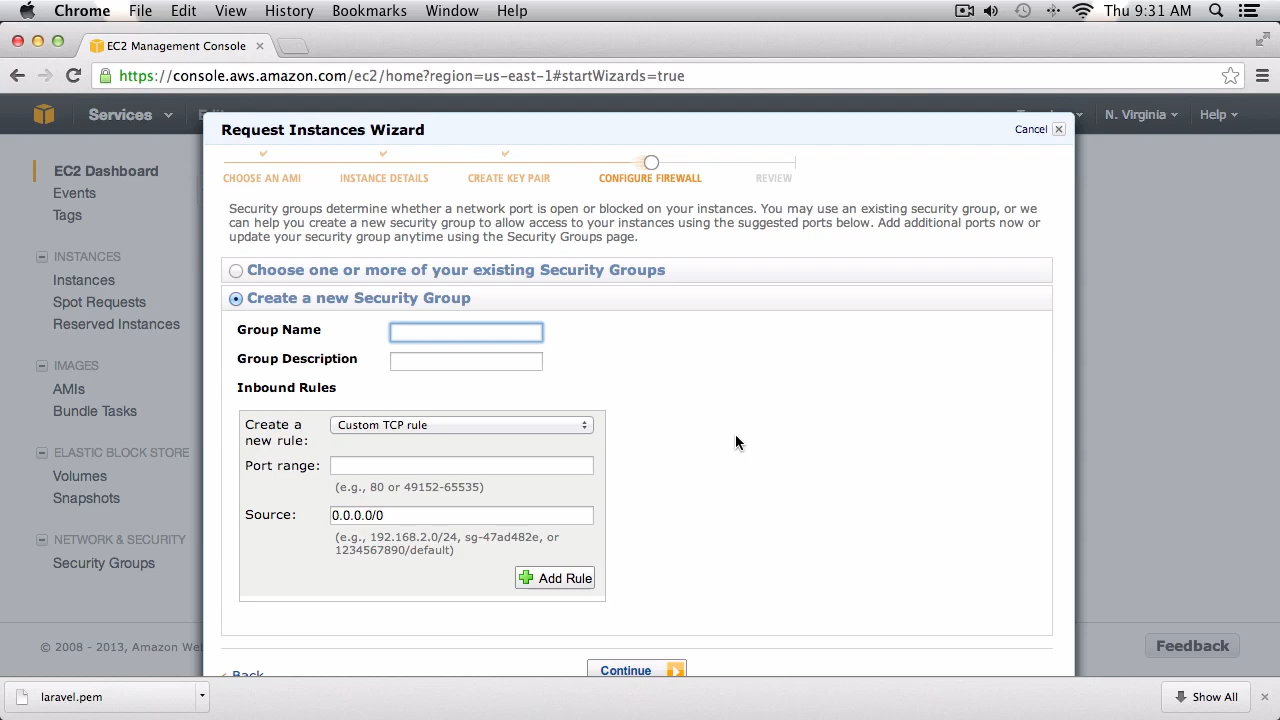 Chrome File Edit View History Bookmarks Window Help Thu 9:31 AM
EC2 Management Console
https://console.aws.amazon.com/ec2/home?region=us-east-1#startWizards=true
Services N. Virginia Help
Request Instances Wizard Cancel
CHOOSE AN AMI INSTANCE DETAILS CREATE KEY PAIR CONFIGURE FIREWALL REVIEW
Security groups determine whether a network port is open or blocked on your instances. You may use an existing security group, or we
can help you create a new security group to allow access to your instances using the suggested ports below. Add additional ports now or
update your security group anytime using the Security Groups page.
Choose one or more of your existing Security Groups
Create a new Security Group
Group Name
Group Description
Inbound Rules
Create a
new rule:
Custom TCP rule
Port range:
(e.g., 80 or 49152-65535)
Source: 0.0.0.0/0
(e.g., 192.168.2.0/24, sg-47ad482e, or
1234567890/default)
Add Rule
Back
Continue
EC2 Dashboard
Events
Tags
INSTANCES
Instances
Spot Requests
Reserved Instances
IMAGES
AMIs
Bundle Tasks
ELASTIC BLOCK STORE
Volumes
Snapshots
NETWORK & SECURITY
Security Groups
© 2008 - 2013, Amazon We
Feedback
laravel.pem
Show All